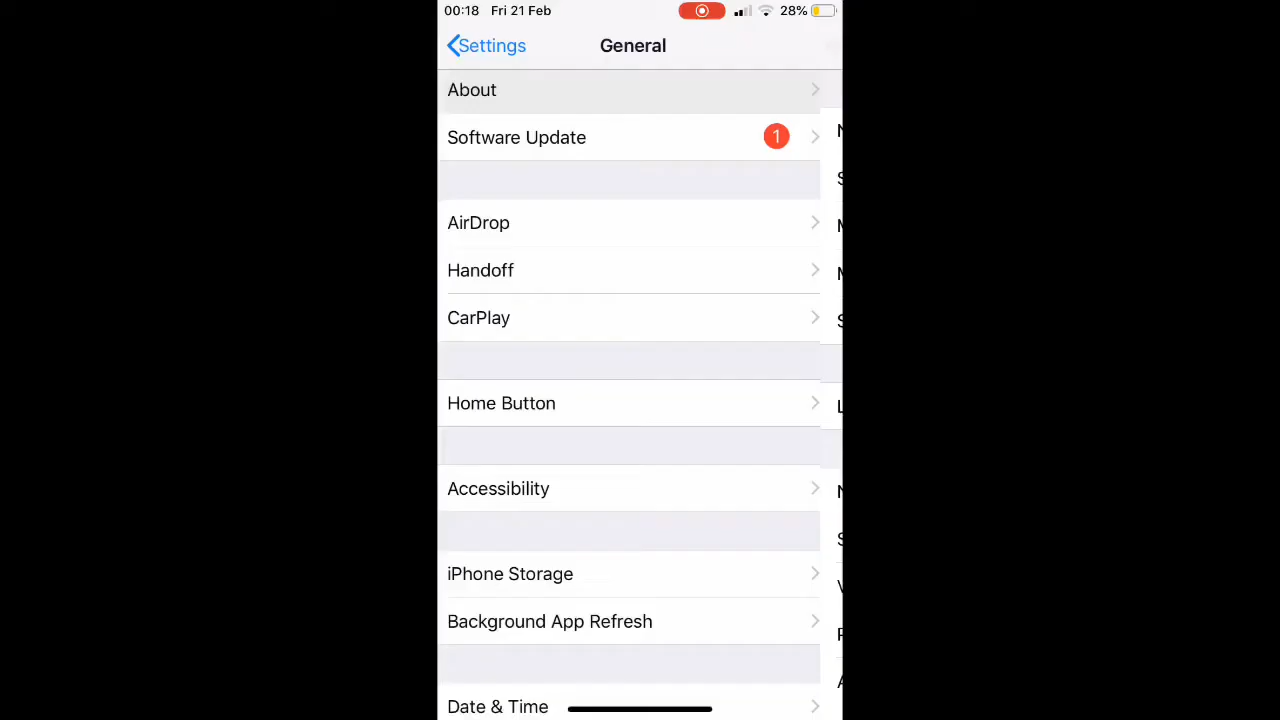 00:18 Fri 21 Feb 28%
Settings General
About
Software Update 1
AirDrop
Handoff
CarPlay
Home Button
Accessibility
iPhone Storage
Background App Refresh
Date & Time